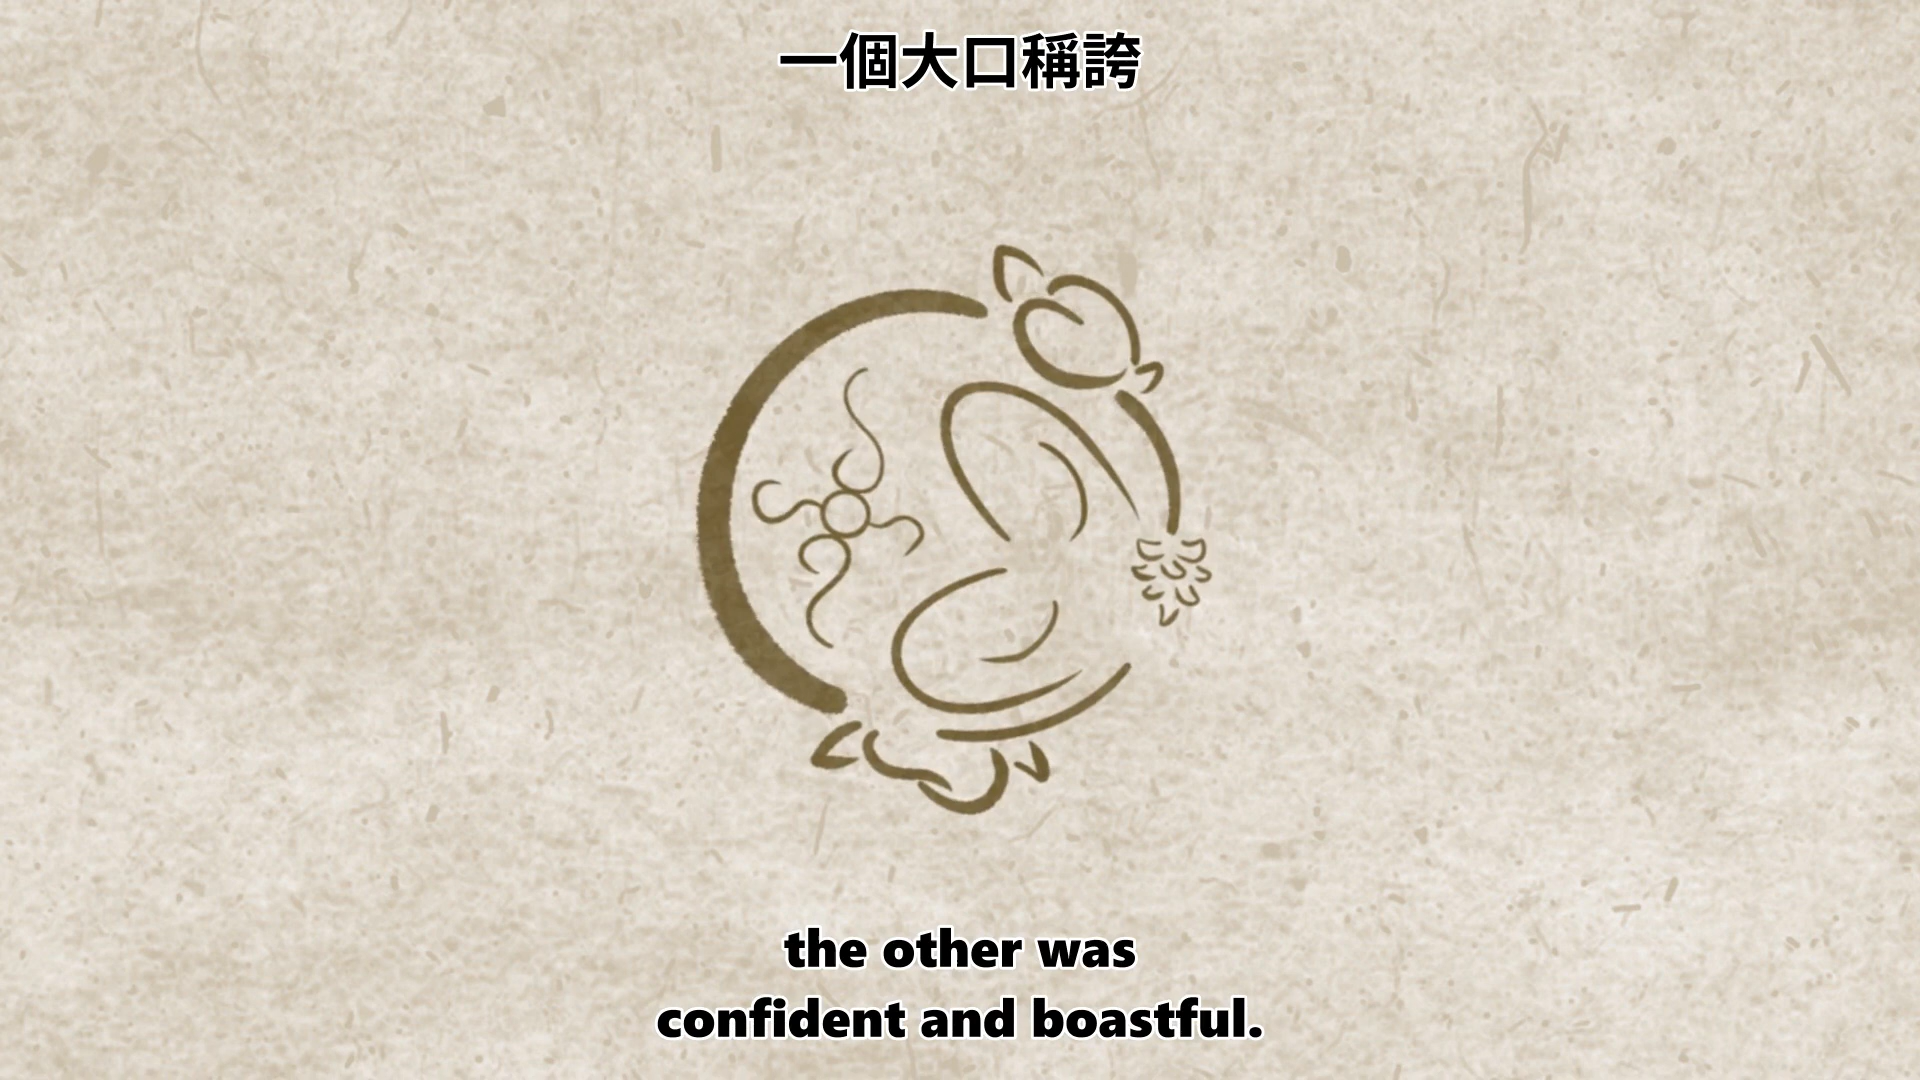 一個大口稱誇
the other was
confident and boastful.